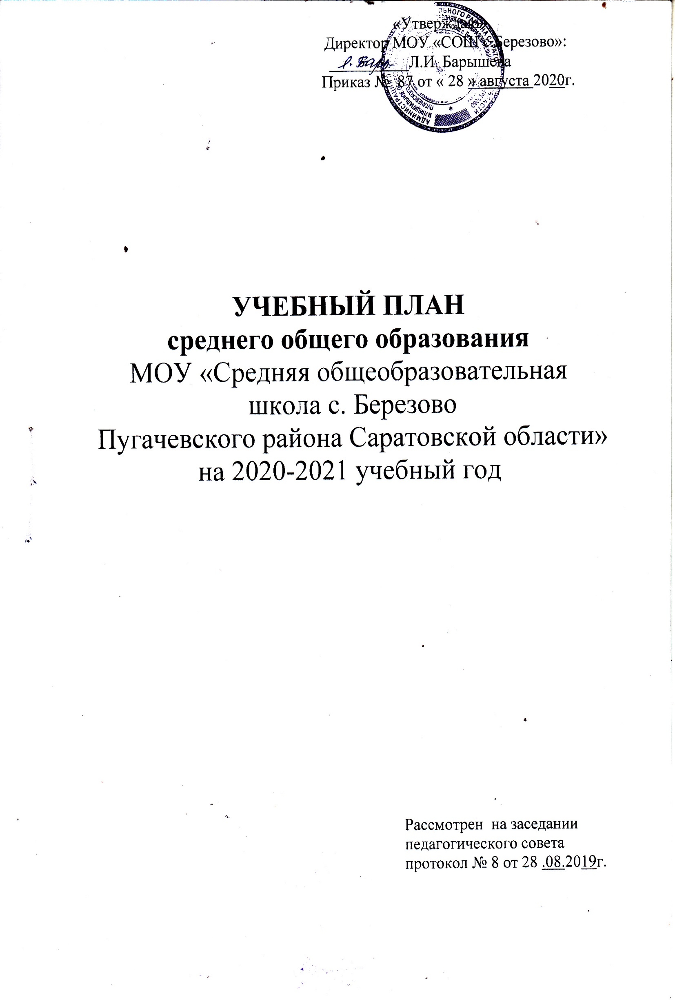 «Утверждаю»
Директор МОУ «СОШ с. Березово»:
Л.И. Барышева
Приказ № 87 от « 28 » августа 2020г.
УЧЕБНЫЙ ПЛАН
среднего общего образования
МОУ «Средняя общеобразовательная
школа с. Березово
Пугачевского района Саратовской области»
на 2020-2021 учебный год
Рассмотрен на заседании
педагогического совета
протокол № 8 от 28 .08.2019г.